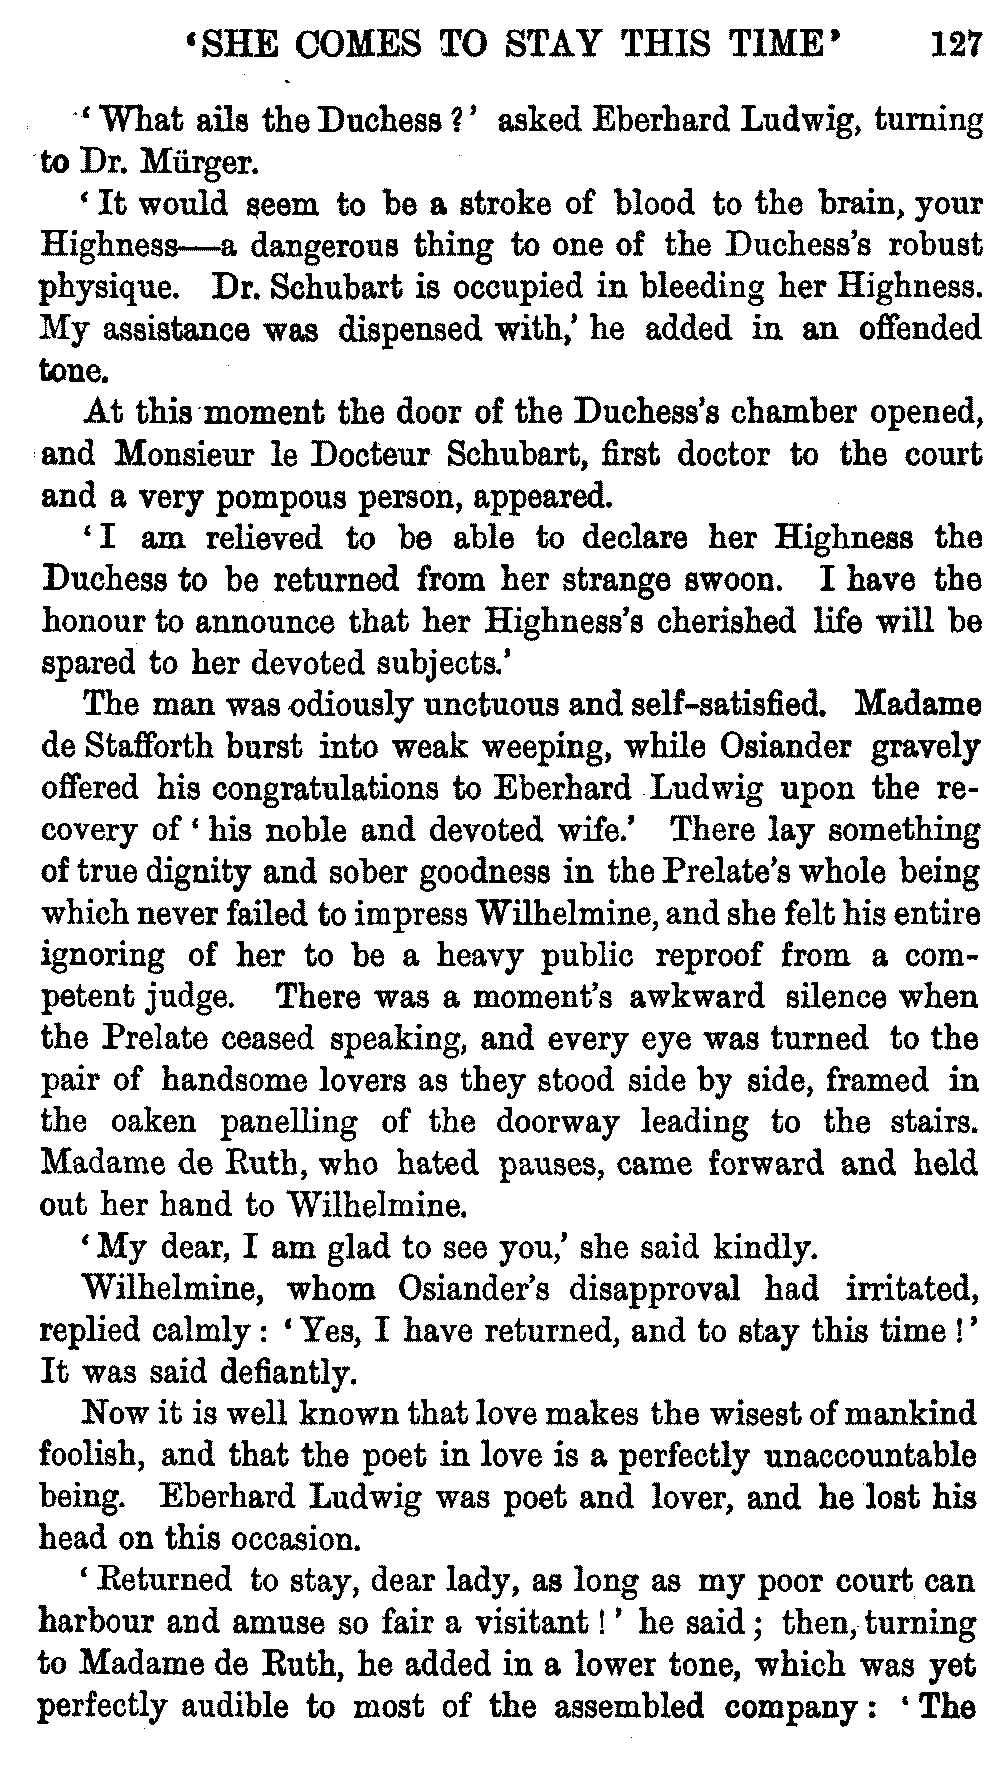 ‘SHE COMES TO STAY THIS TIME’ 127
‘What ails the Duchess?’ asked Eberhard Ludwig, turning
to Dr. Mürger.
‘It would seem to be a stroke of blood to the brain, your
Highness—a dangerous thing to one of the Duchess’s robust
physique. Dr. Schubart is occupied in bleeding her Highness.
My assistance was dispensed with,’ he added in an offended
tone.
At this moment the door of the Duchess’s chamber opened,
and Monsieur le Docteur Schubart, first doctor to the court
and a very pompous person, appeared.
‘I am relieved to be able to declare her Highness the
Duchess to be returned from her strange swoon. I have the
honour to announce that her Highness’s cherished life will be
spared to her devoted subjects.’
The man was odiously unctuous and self-satisfied. Madame
de Stafforth burst into weak weeping, while Osiander gravely
offered his congratulations to Eberhard Ludwig upon the re-
covery of ‘his noble and devoted wife.’ There lay something
of true dignity and sober goodness in the Prelate’s whole being
which never failed to impress Wilhelmine, and she felt his entire
ignoring of her to be a heavy public reproof from a com-
petent judge. There was a moment’s awkward silence when
the Prelate ceased speaking, and every eye was turned to the
pair of handsome lovers as they stood side by side, framed in
the oaken panelling of the doorway leading to the stairs.
Madame de Ruth, who hated pauses, came forward and held
out her hand to Wilhelmine.
‘My dear, I am glad to see you,’ she said kindly.
Wilhelmine, whom Osiander’s disapproval had irritated,
replied calmly: ‘Yes, I have returned, and to stay this time!’
It was said defiantly.
Now it is well known that love makes the wisest of mankind
foolish, and that the poet in love is a perfectly unaccountable
being. Eberhard Ludwig was poet and lover, and he lost his
head on this occasion.
‘Returned to stay, dear lady, as long as my poor court can
harbour and amuse so fair a visitant!’ he said; then, turning
to Madame de Ruth, he added in a lower tone, which was yet
perfectly audible to most of the assembled company: ‘The